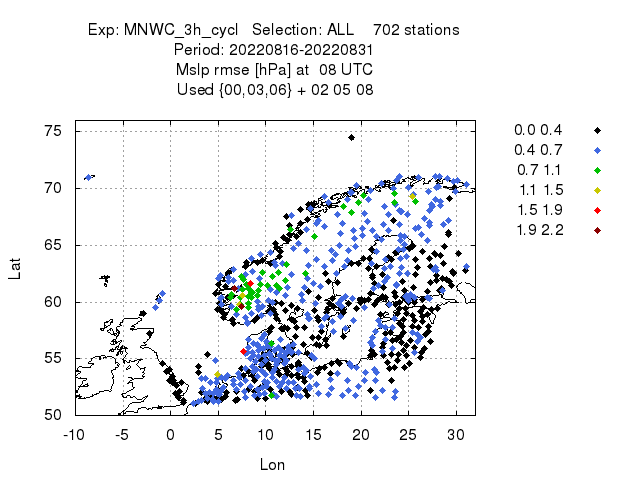 Exp: MNWC_3h_cycl Selection: ALL 702 stations
Period: 20220816-20220831
Mslp rmse [hPa] at 08 UTC
Used {00,03,06} + 02 05 08
0.0 0.4
0.4 0.7
0.7 1.1
1.1 1.5
1.5 1.9
1.9 2.2
75
70
65
60
55
50
Lat
-10 -5 0 5 10 15 20 25 30
Lon